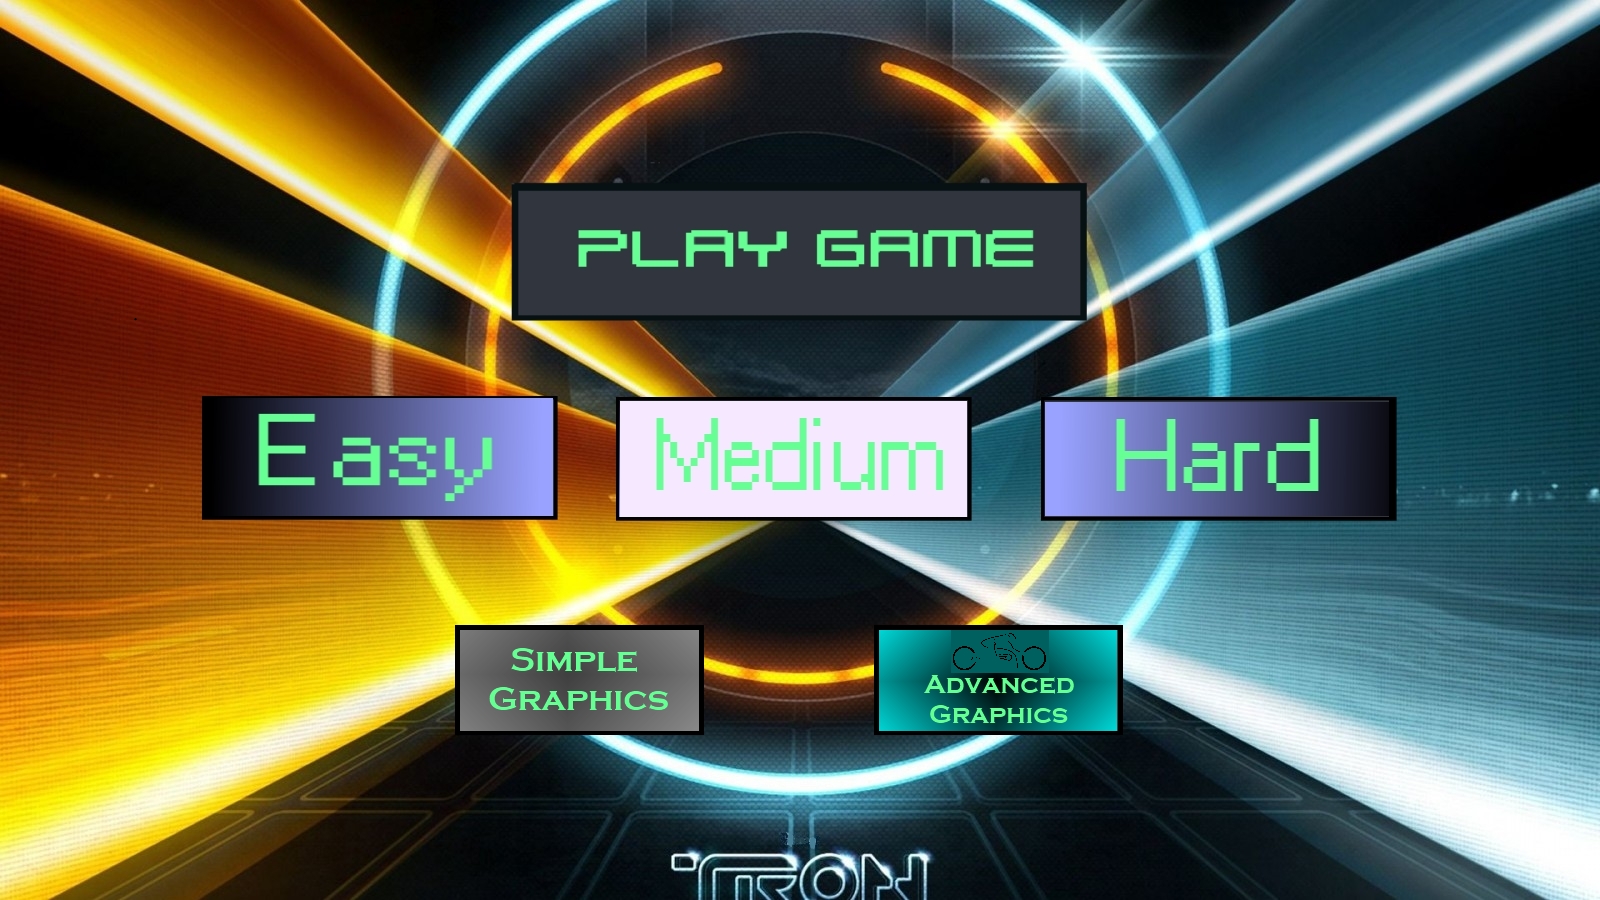 PLAY GAME
Easy
Medium
Hard
SIMPLE
GRAPHICS
ADVANCED
GRAPHICS
TRON